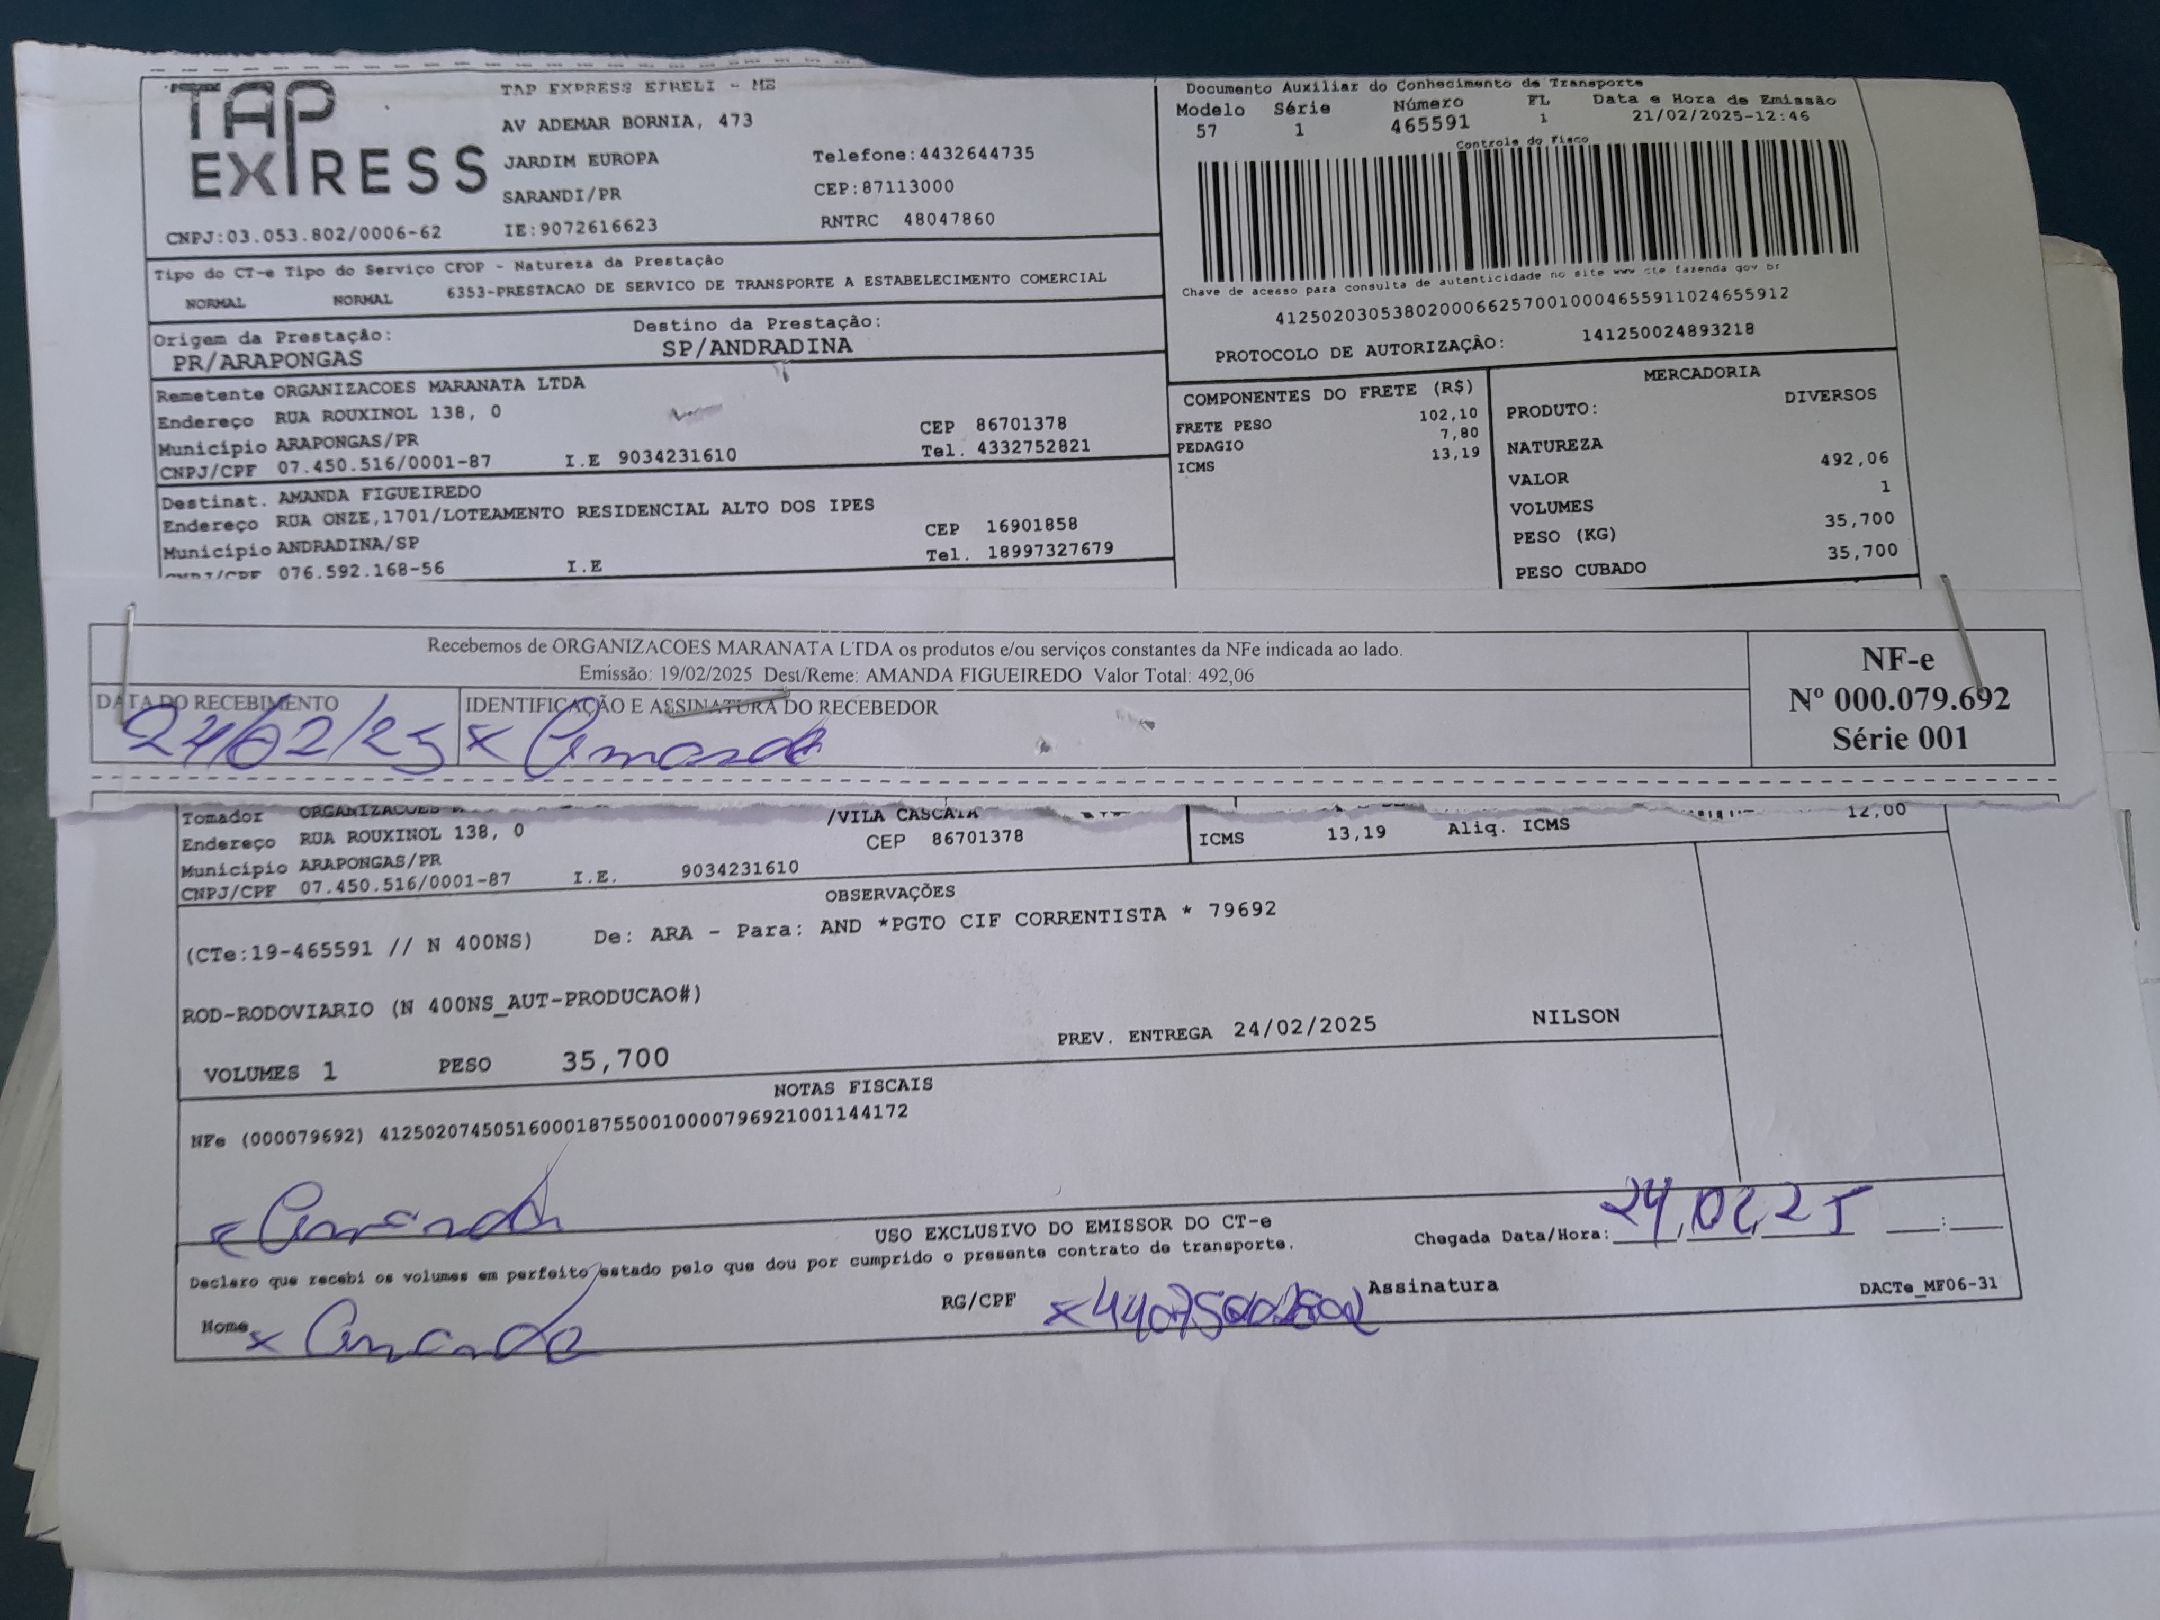 TAP EXPRESS
TAP EXPRESS EIRELI - ME
AV ADEMAR BORNIA, 473
JARDIM EUROPA Telefone:4432644735
SARANDI/PR CEP:87113000
CNPJ:03.053.802/0006-62 IE:9072616623 RNTRC 48047860
Documento Auxiliar do Conhecimento de Transporte
Modelo Série Número FL Data e Hora de Emissão
57 1 465591 1 21/02/2025-12:46
Controle do Fisco
Chave de acesso para consulta de autenticidade no site www cte fazenda gov br
41250203053802000662570010004655911024655912
PROTOCOLO DE AUTORIZAÇÃO: 141250024893218
Tipo do CT-e Tipo do Serviço CFOP - Natureza da Prestação
NORMAL NORMAL 6353-PRESTACAO DE SERVICO DE TRANSPORTE A ESTABELECIMENTO COMERCIAL
Origem da Prestação: Destino da Prestação:
PR/ARAPONGAS SP/ANDRADINA
Remetente ORGANIZACOES MARANATA LTDA
Endereço RUA ROUXINOL 138, 0 CEP 86701378
Município ARAPONGAS/PR Tel. 4332752821
CNPJ/CPF 07.450.516/0001-87 I.E 9034231610
Destinat. AMANDA FIGUEIREDO
Endereço RUA ONZE,1701/LOTEAMENTO RESIDENCIAL ALTO DOS IPES CEP 16901858
Município ANDRADINA/SP Tel. 18997327679
CNPJ/CPF 076.592.168-56 I.E
COMPONENTES DO FRETE (R$)
FRETE PESO 102,10
PEDAGIO 7,80
ICMS 13,19
MERCADORIA
PRODUTO: DIVERSOS
NATUREZA
VALOR 492,06
VOLUMES 1
PESO (KG) 35,700
PESO CUBADO 35,700
Recebemos de ORGANIZACOES MARANATA LTDA os produtos e/ou serviços constantes da NFe indicada ao lado.
Emissão: 19/02/2025 Dest/Reme: AMANDA FIGUEIREDO Valor Total: 492,06
DATA DO RECEBIMENTO IDENTIFICAÇÃO E ASSINATURA DO RECEBEDOR
24/02/25 x Amanda
NF-e
Nº 000.079.692
Série 001
Tomador ORGANIZACOES /VILA CASCATA
Endereço RUA ROUXINOL 138, 0 CEP 86701378
Município ARAPONGAS/PR
CNPJ/CPF 07.450.516/0001-87 I.E. 9034231610
ICMS 13,19 Aliq. ICMS 12,00
OBSERVAÇÕES
(CTe:19-465591 // N 400NS) De: ARA - Para: AND *PGTO CIF CORRENTISTA * 79692
ROD-RODOVIARIO (N 400NS_AUT-PRODUCAO#)
VOLUMES 1 PESO 35,700 PREV. ENTREGA 24/02/2025 NILSON
NOTAS FISCAIS
NFe (000079692) 41250207450516000187550010000796921001144172
x Amanda
USO EXCLUSIVO DO EMISSOR DO CT-e
Chegada Data/Hora: 24,02,25 :
Declaro que recebi os volumes em perfeito estado pelo que dou por cumprido o presente contrato de transporte.
Nome x Amanda RG/CPF Assinatura
DACTe_MF06-31